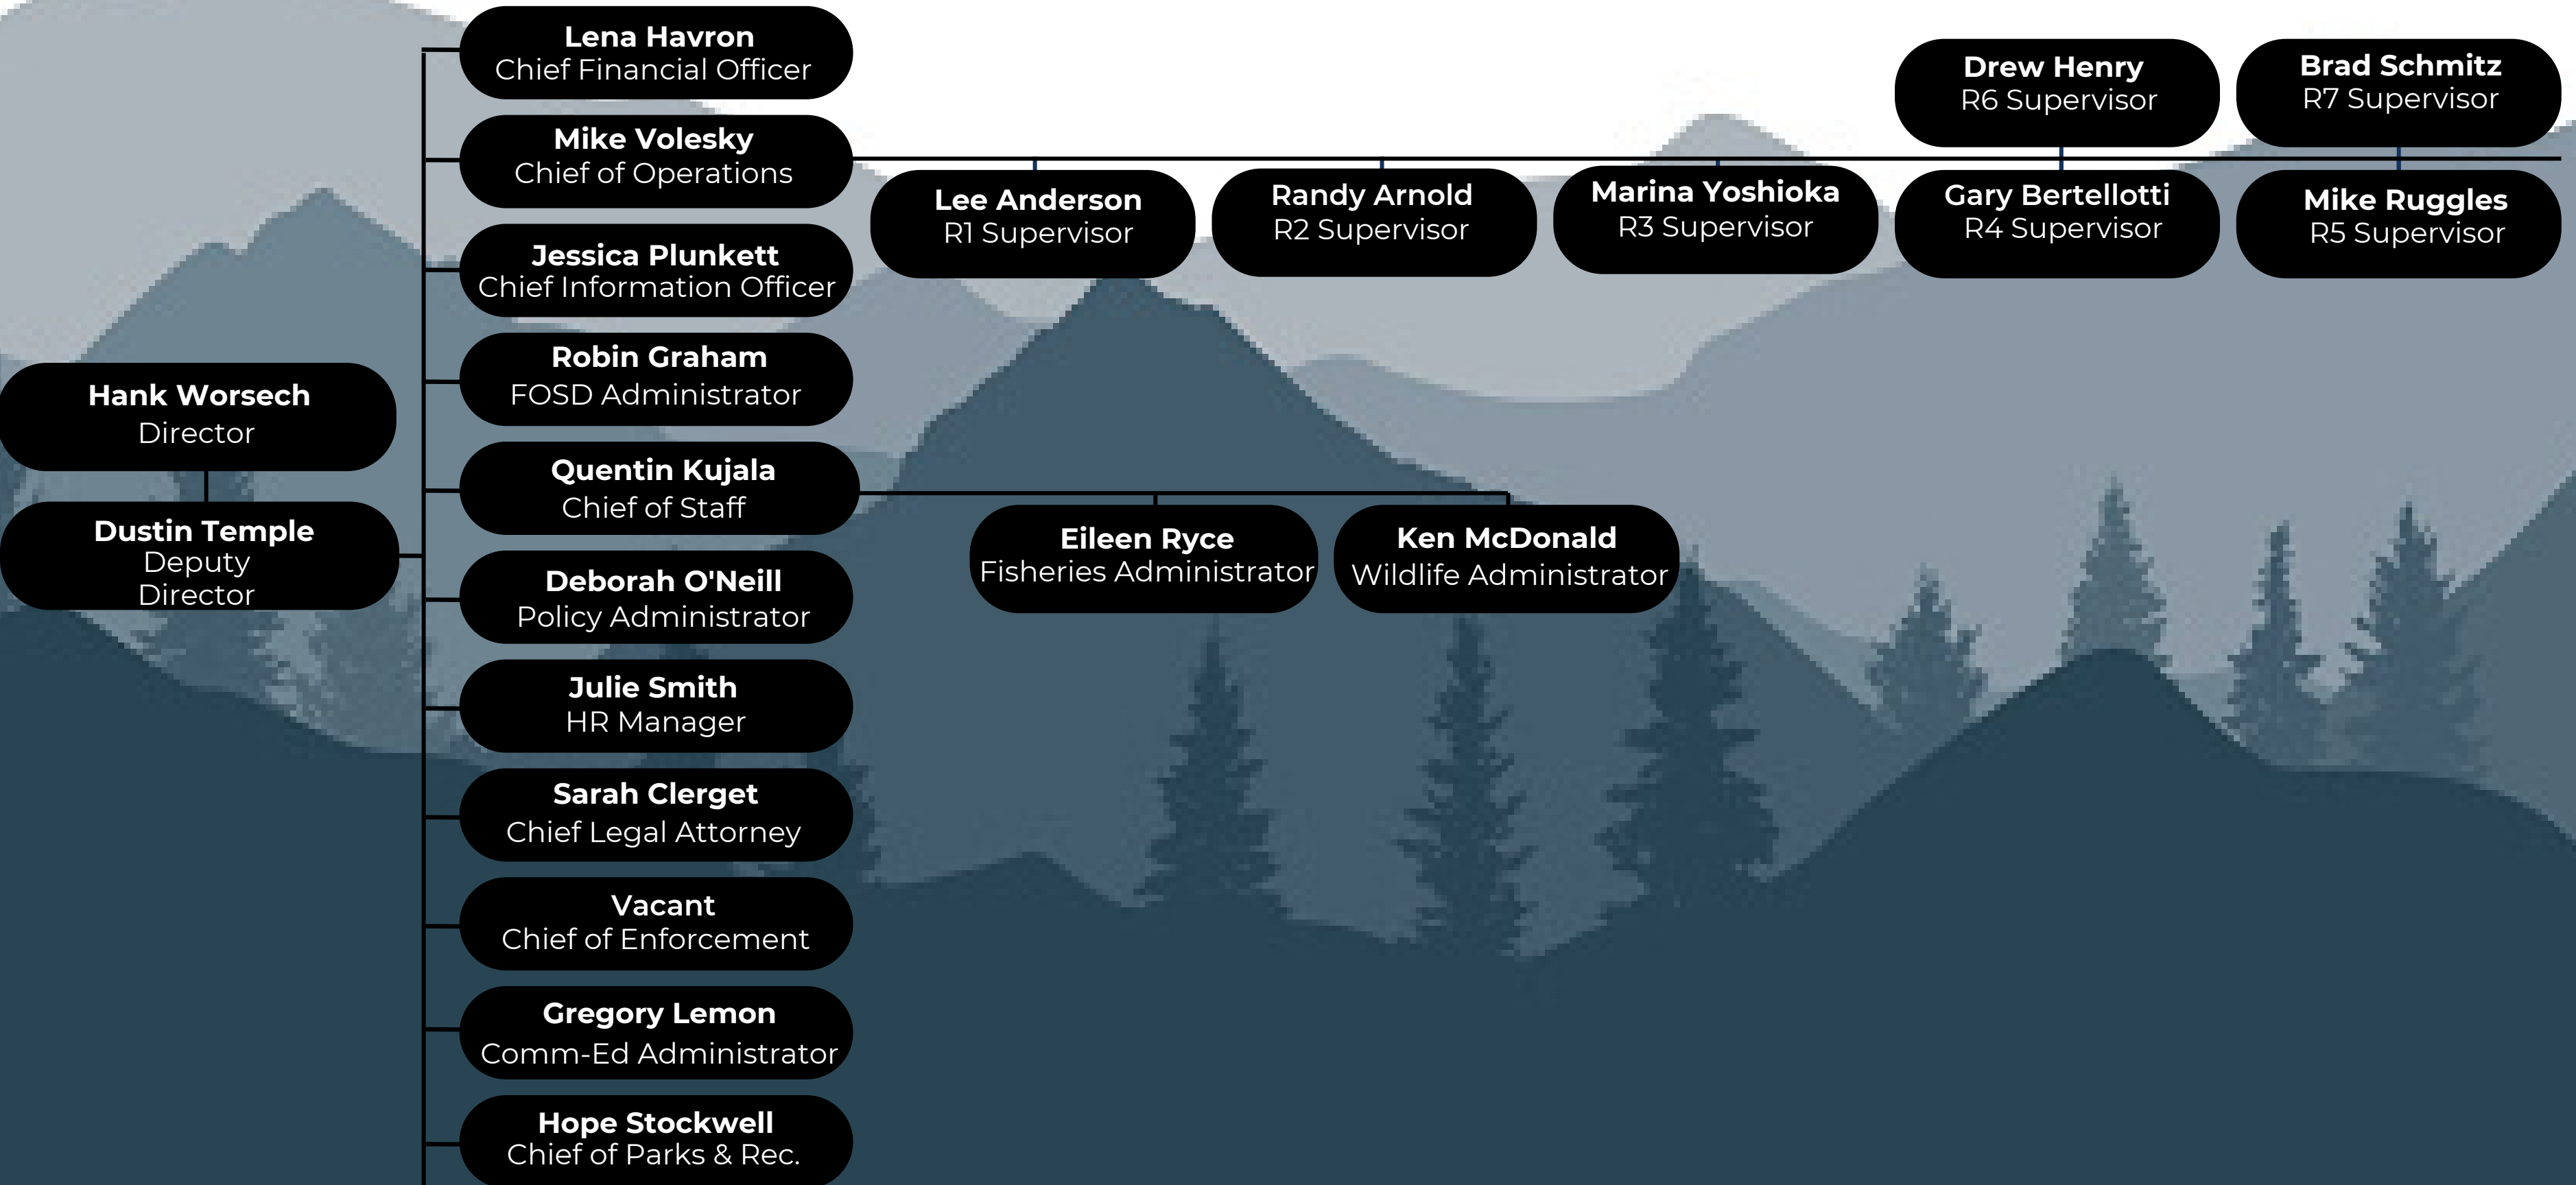 Lena Havron
Chief Financial Officer
Mike Volesky
Chief of Operations
Jessica Plunkett
Chief Information Officer
Robin Graham
FOSD Administrator
Quentin Kujala
Chief of Staff
Deborah O'Neill
Policy Administrator
Julie Smith
HR Manager
Sarah Clerget
Chief Legal Attorney
Vacant
Chief of Enforcement
Gregory Lemon
Comm-Ed Administrator
Hope Stockwell
Chief of Parks & Rec.
Hank Worsech
Director
Dustin Temple
Deputy
Director
Drew Henry
R6 Supervisor
Brad Schmitz
R7 Supervisor
Lee Anderson
R1 Supervisor
Randy Arnold
R2 Supervisor
Marina Yoshioka
R3 Supervisor
Gary Bertellotti
R4 Supervisor
Mike Ruggles
R5 Supervisor
Eileen Ryce
Fisheries Administrator
Ken McDonald
Wildlife Administrator